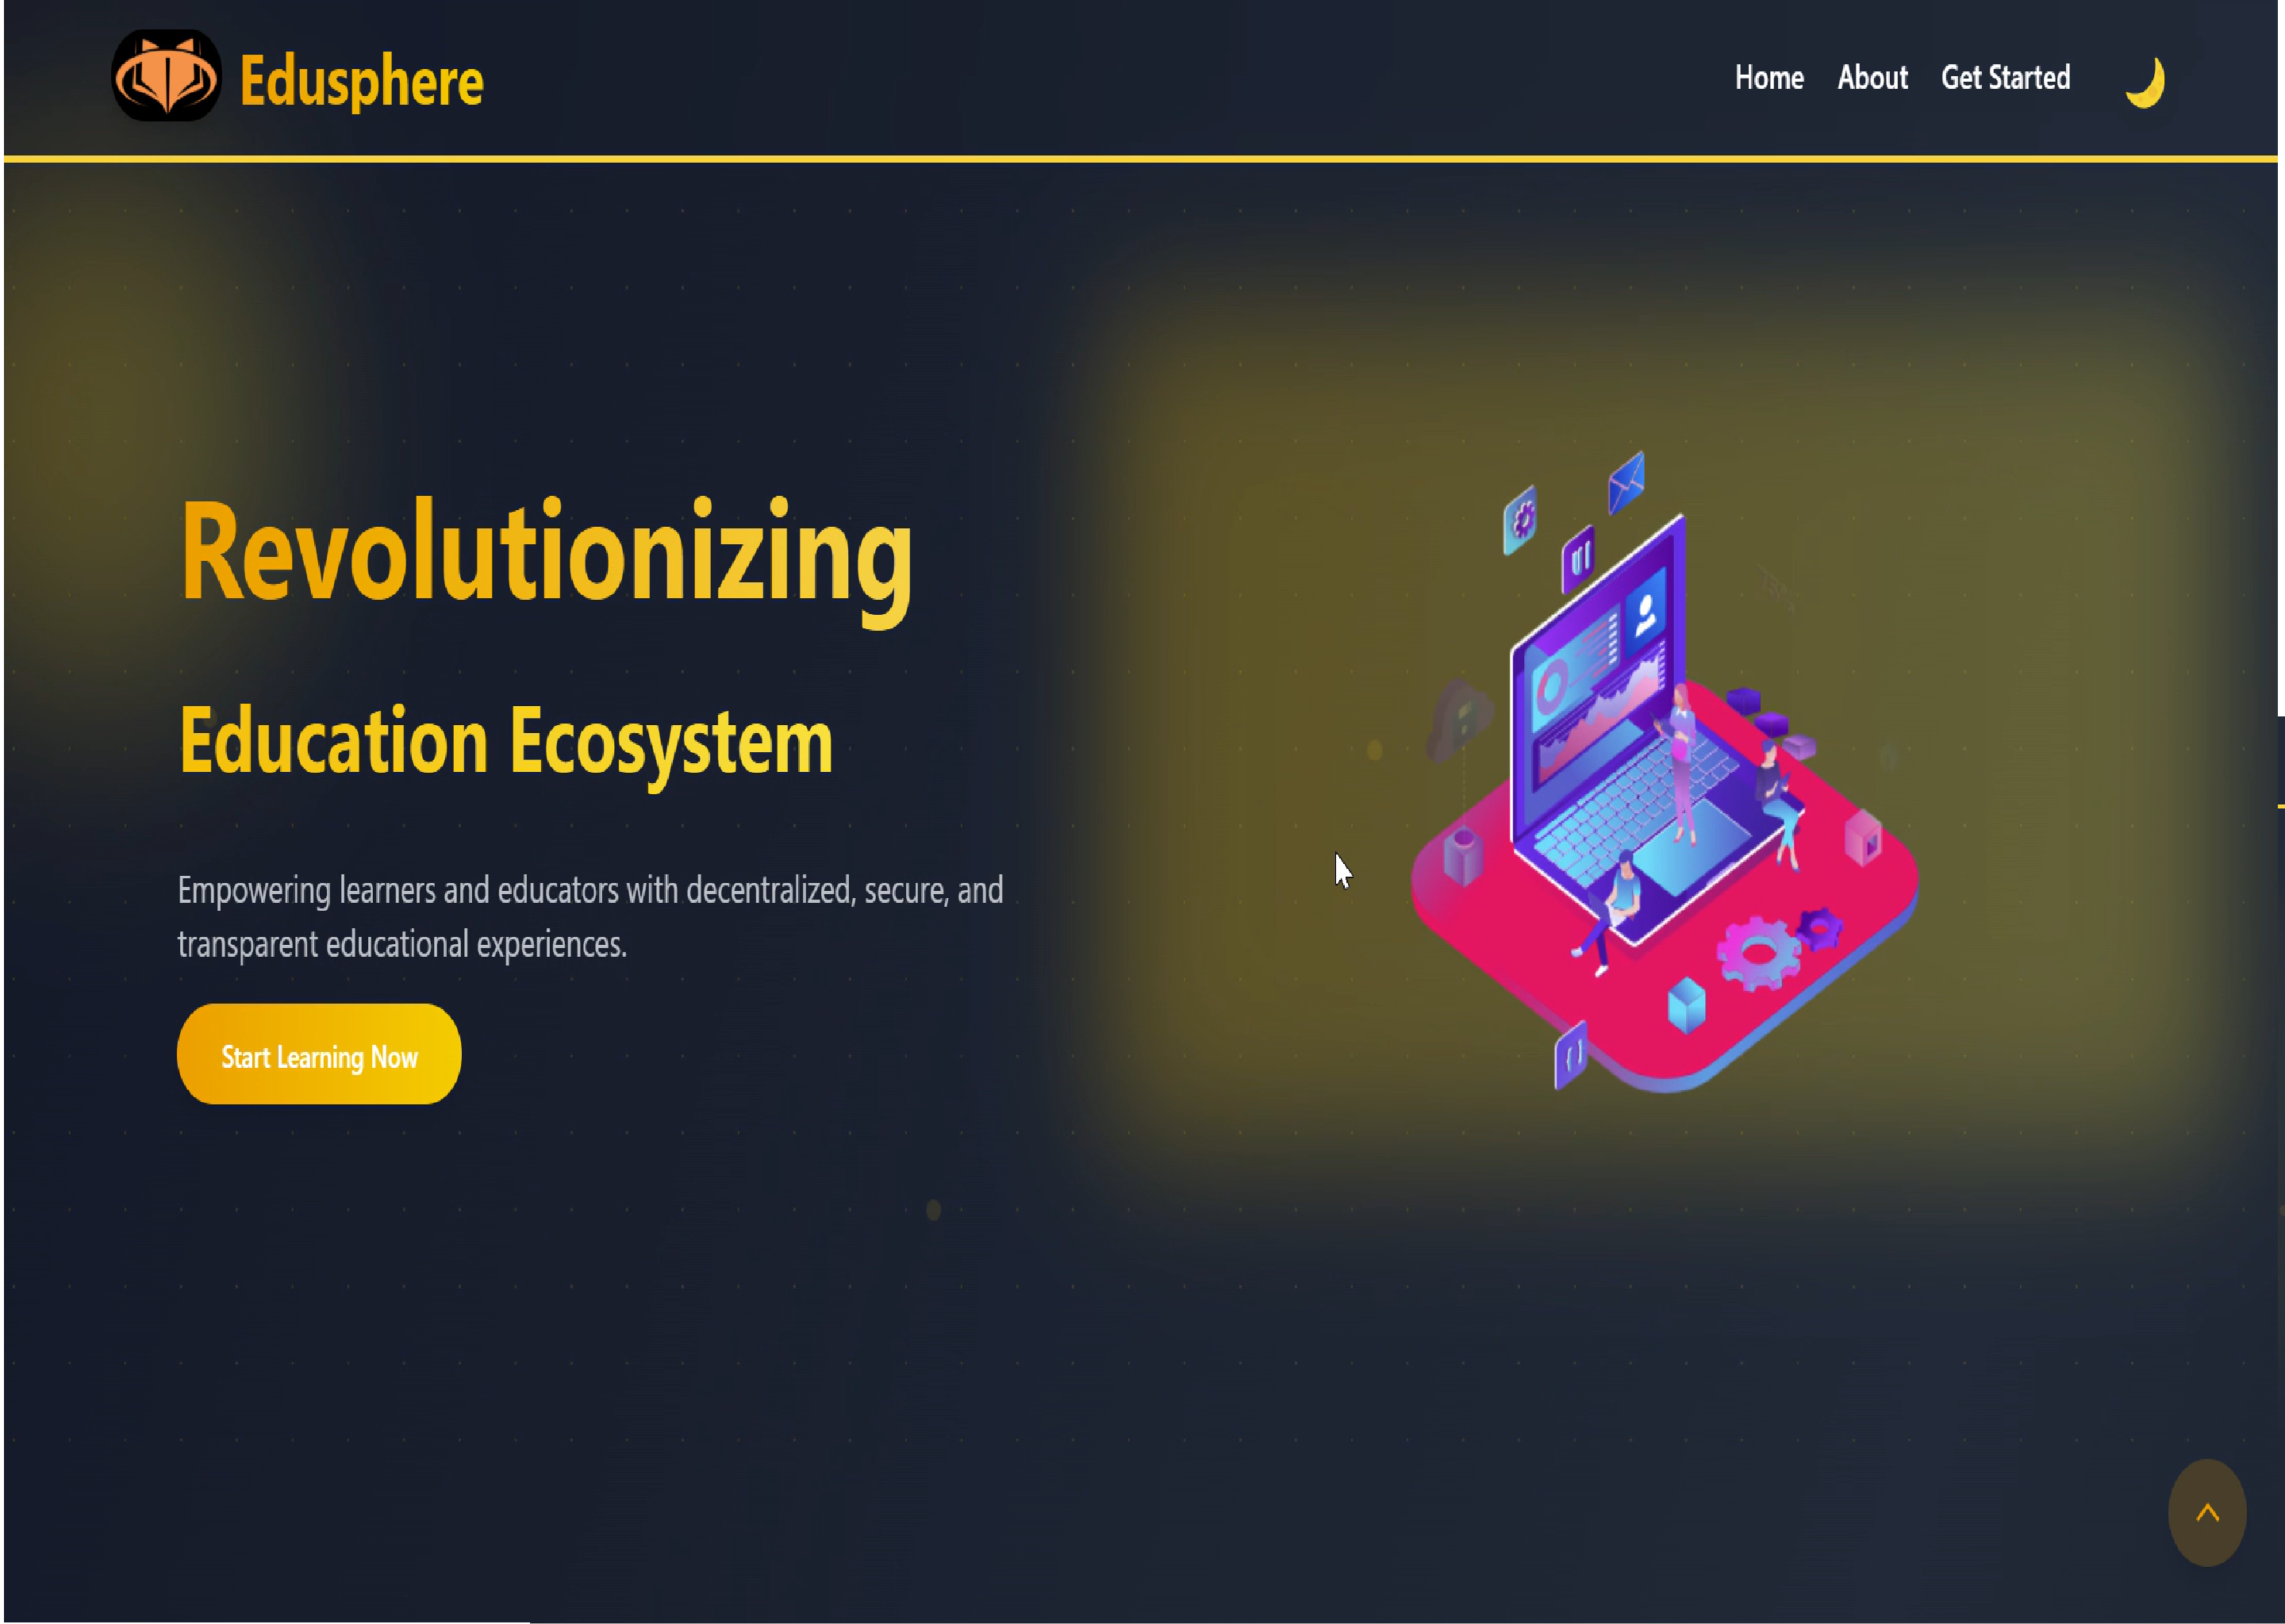 Edusphere
Home About Get Started
Revolutionizing
Education Ecosystem
Empowering learners and educators with decentralized, secure, and
transparent educational experiences.
Start Learning Now